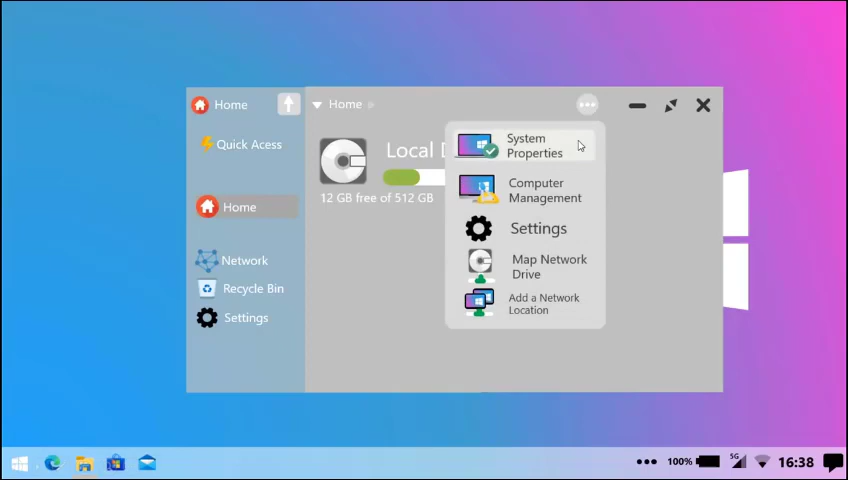 Home
Home
Quick Acess
Local
12 GB free of 512 GB
Home
Network
Recycle Bin
Settings
System
Properties
Computer
Management
Settings
Map Network
Drive
Add a Network
Location
100%
5G
16:38